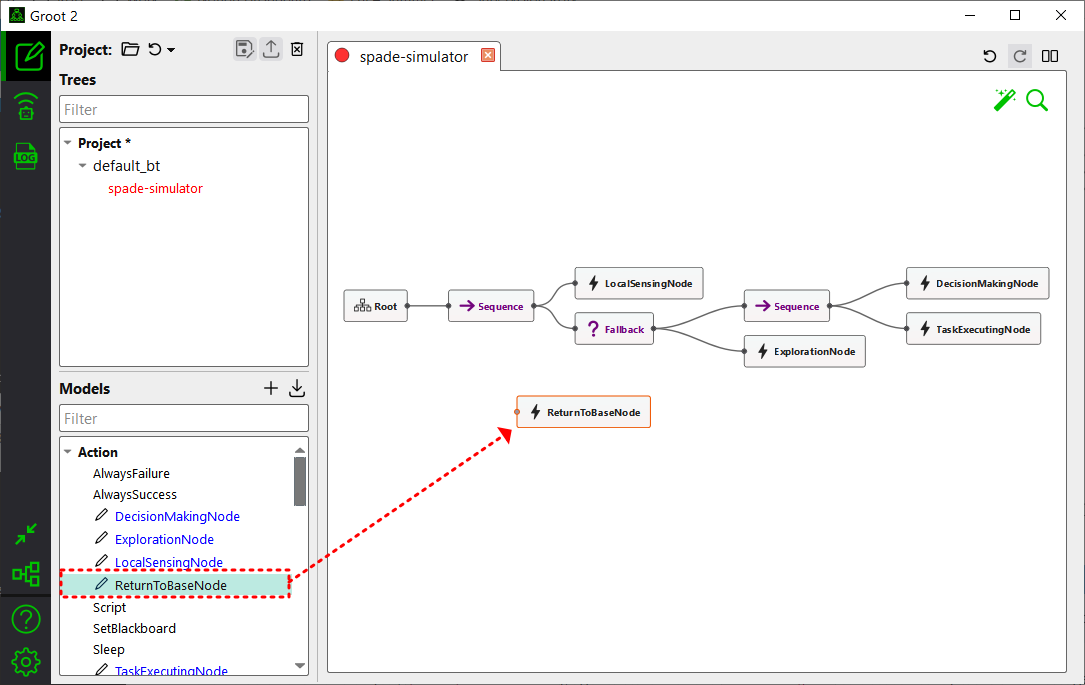 Groot 2
Project:
Trees
Filter
Project *
default_bt
spade-simulator
Models
Filter
Action
AlwaysFailure
AlwaysSuccess
DecisionMakingNode
ExplorationNode
LocalSensingNode
ReturnToBaseNode
Script
SetBlackboard
Sleep
TaskExecutingNode
LOG
spade-simulator
Root
Sequence
LocalSensingNode
Fallback
Sequence
ExplorationNode
DecisionMakingNode
TaskExecutingNode
ReturnToBaseNode